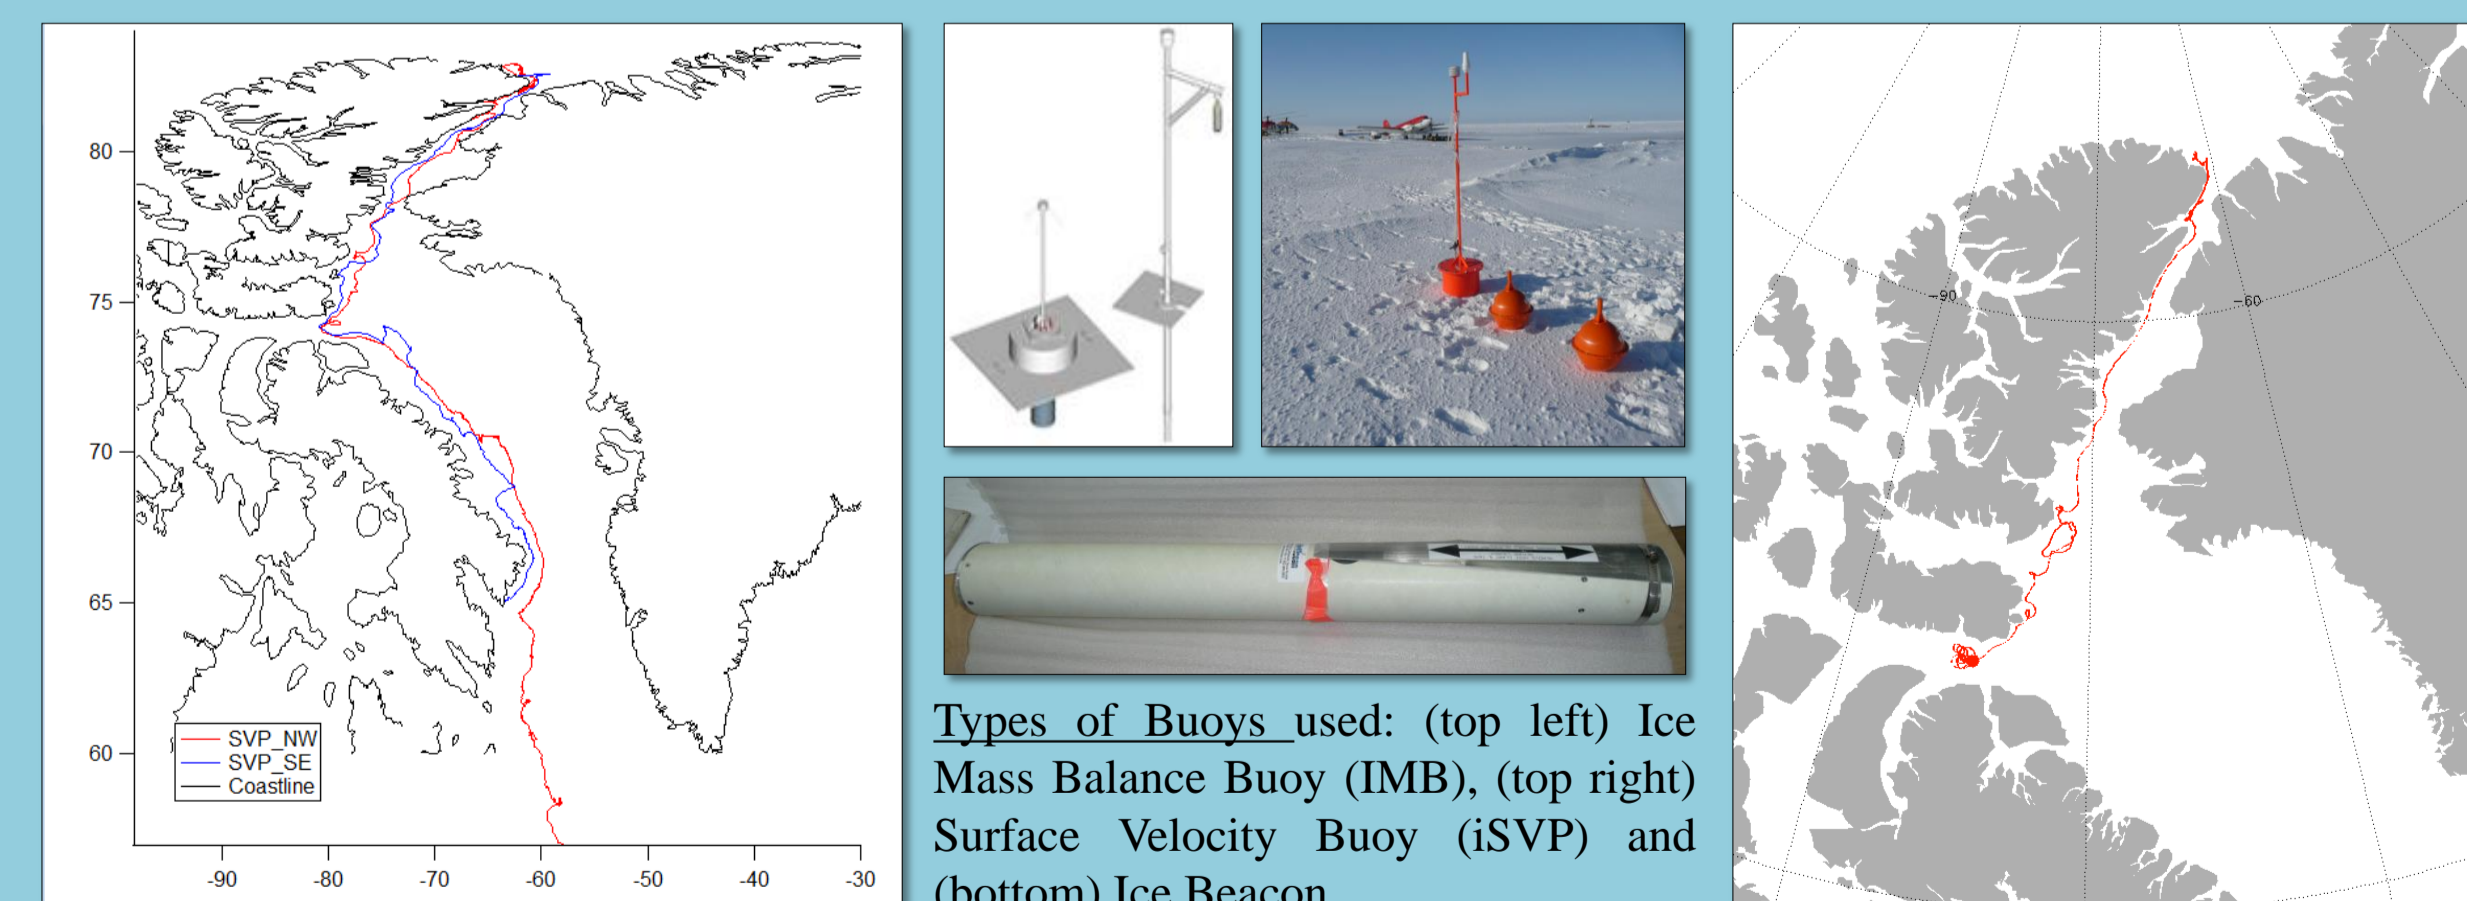 80
75
70
65
60
SVP_NW
SVP_SE
Coastline
-90
-80
-70
-60
-50
-40
-30
Types of Buoys used: (top left) Ice
Mass Balance Buoy (IMB), (top right)
Surface Velocity Buoy (iSVP) and
(bottom) Ice Beacon
-90
-60